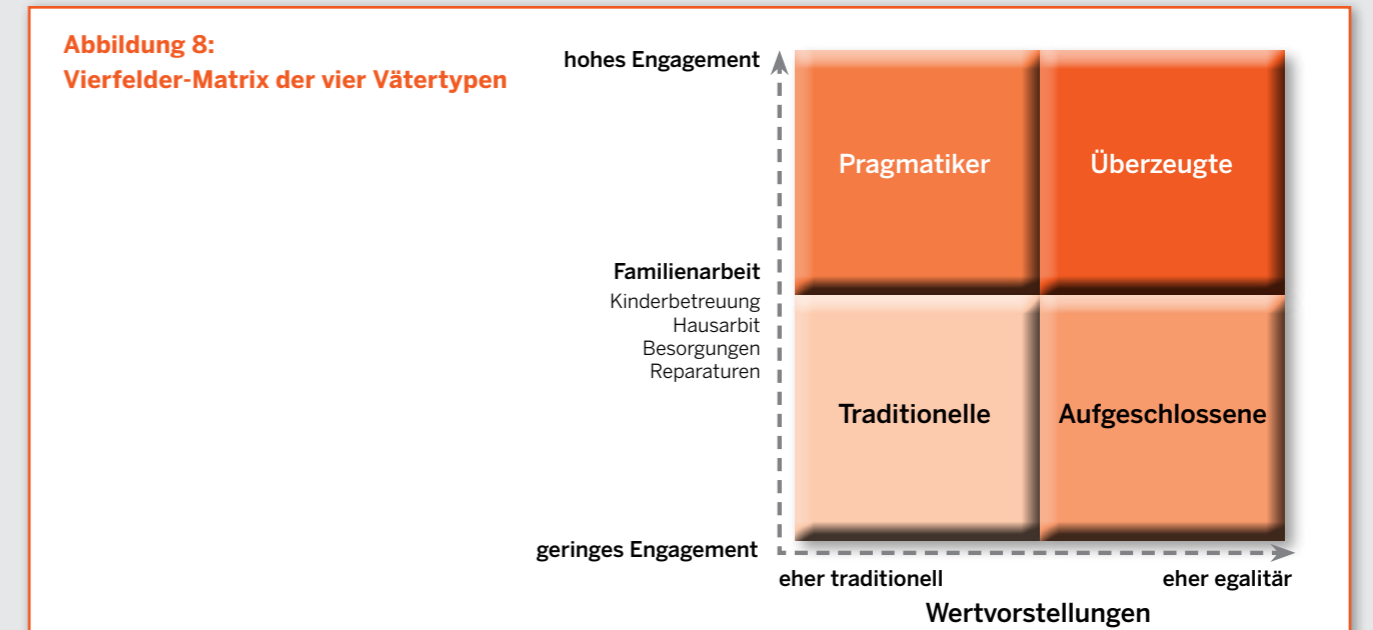 Abbildung 8:
Vierfelder-Matrix der vier Vätertypen
hohes Engagement
Pragmatiker
Überzeugte
Familienarbeit
Kinderbetreuung
Hausarbit
Besorgungen
Reparaturen
Traditionelle
Aufgeschlossene
geringes Engagement
eher traditionell
eher egalitär
Wertvorstellungen